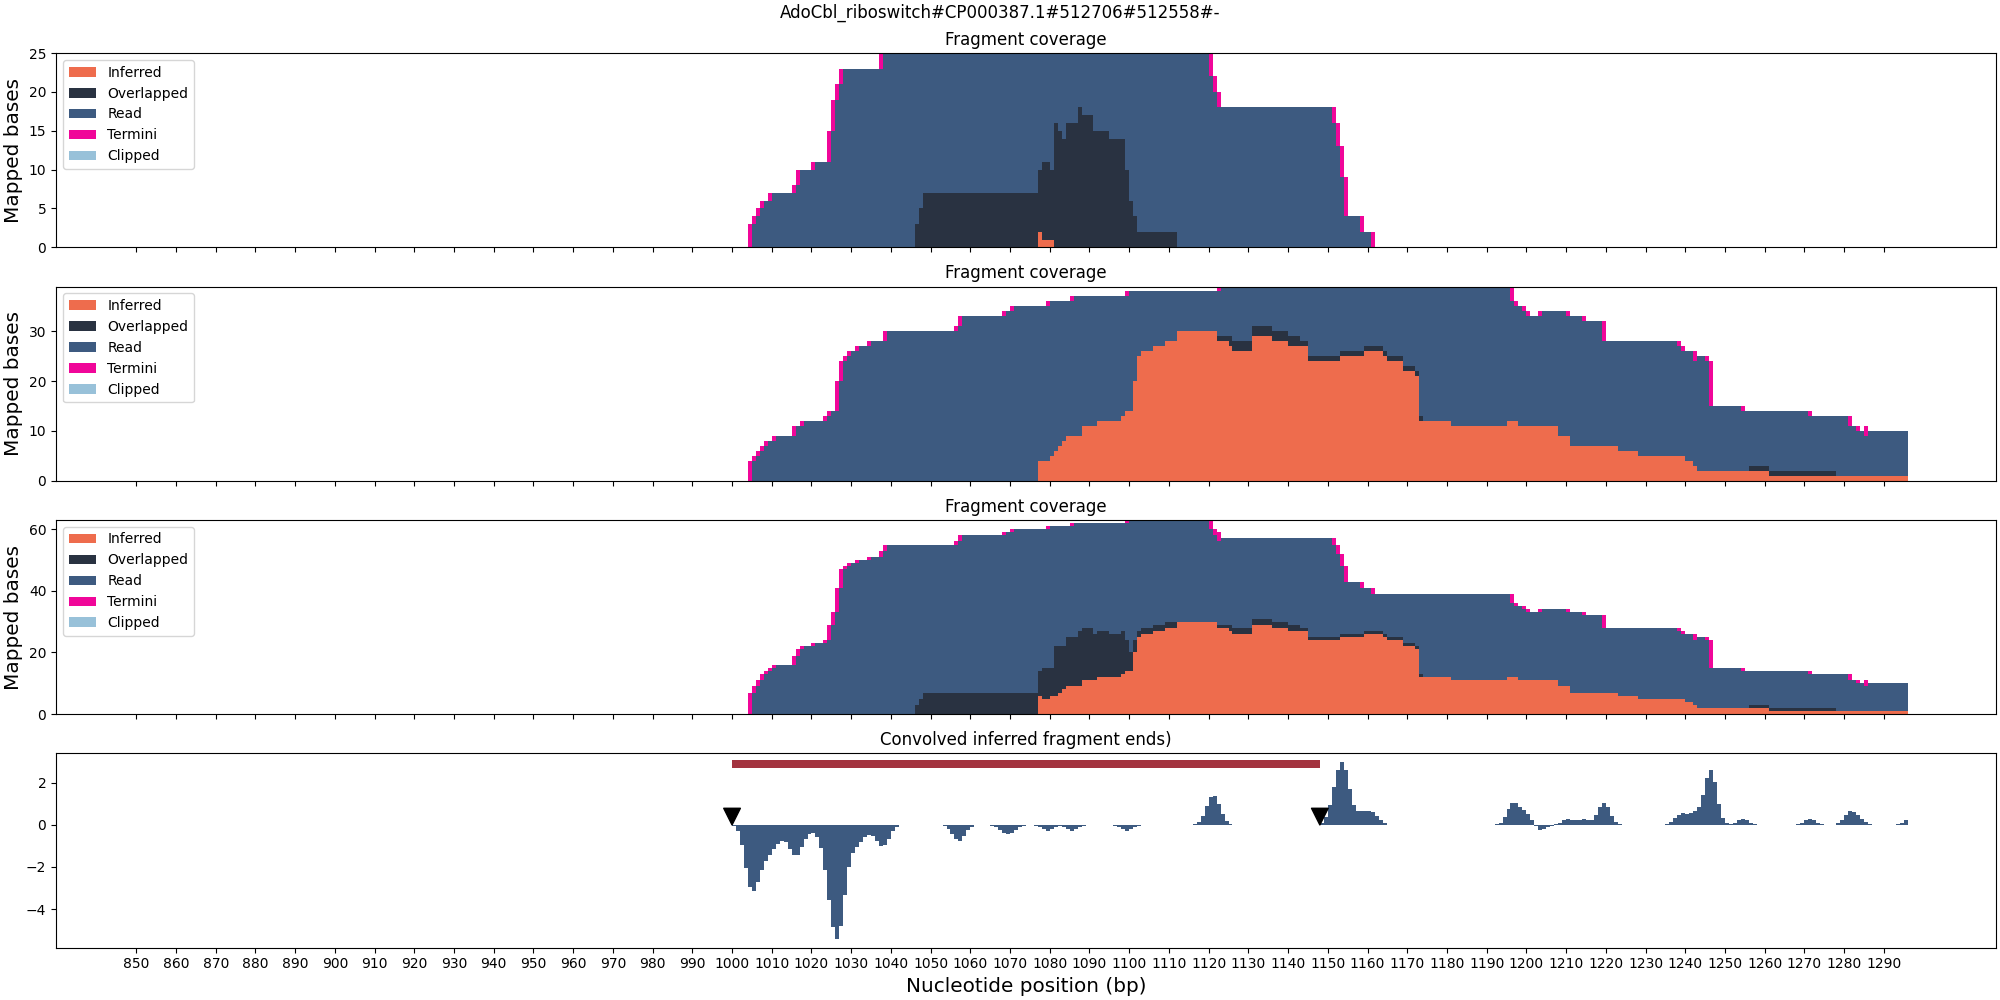 AdoCbl_riboswitch#CP000387.1#512706#512558#-
Fragment coverage
Mapped bases
25
20
15
10
5
0
Inferred
Overlapped
Read
Termini
Clipped
Fragment coverage
Mapped bases
30
20
10
0
Inferred
Overlapped
Read
Termini
Clipped
Fragment coverage
Mapped bases
60
40
20
0
Inferred
Overlapped
Read
Termini
Clipped
Convolved inferred fragment ends)
2
0
−2
−4
850 860 870 880 890 900 910 920 930 940 950 960 970 980 990 1000 1010 1020 1030 1040 1050 1060 1070 1080 1090 1100 1110 1120 1130 1140 1150 1160 1170 1180 1190 1200 1210 1220 1230 1240 1250 1260 1270 1280 1290
Nucleotide position (bp)